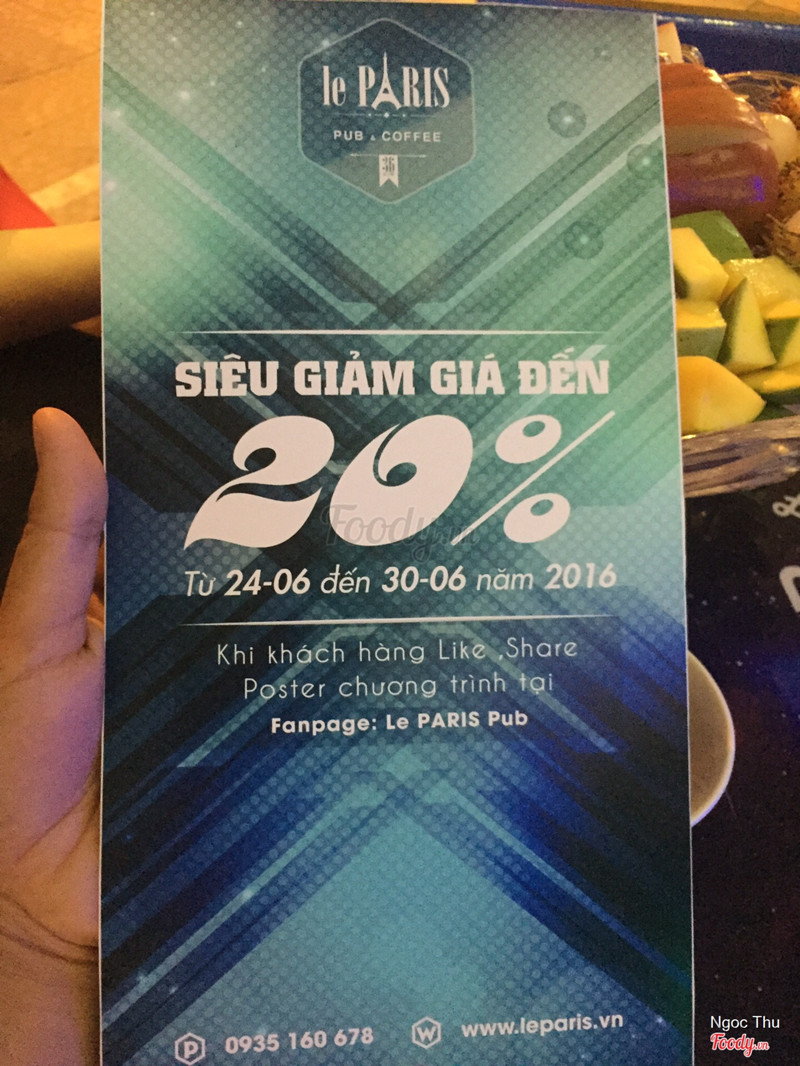 le PARIS
PUB & COFFEE
SIÊU GIẢM GIÁ ĐẾN
20%
Foody.vn
Từ 24-06 đến 30-06 năm 2016
Khi khách hàng Like ,Share
Poster chương trình tại
Fanpage: Le PARIS Pub
P 0935 160 678
W www.leparis.vn
Ngoc Thu
Foody.vn